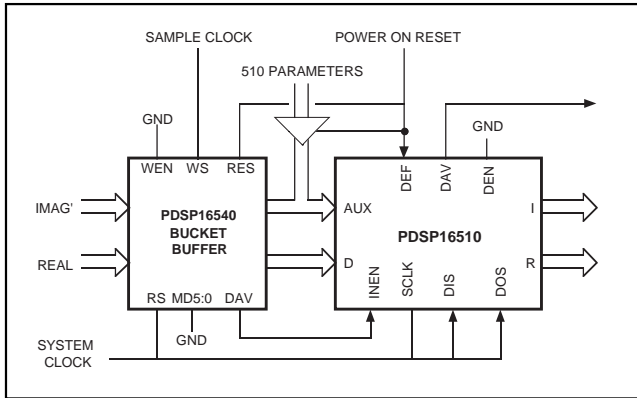 SAMPLE CLOCK
POWER ON RESET
510 PARAMETERS
GND
GND
WEN
WS
RES
DEF
DAV
DEN
IMAG'
PDSP16540
BUCKET
BUFFER
AUX
PDSP16510
I
REAL
D
R
INEN
SCLK
DIS
DOS
RS
MD5:0
DAV
GND
SYSTEM
CLOCK